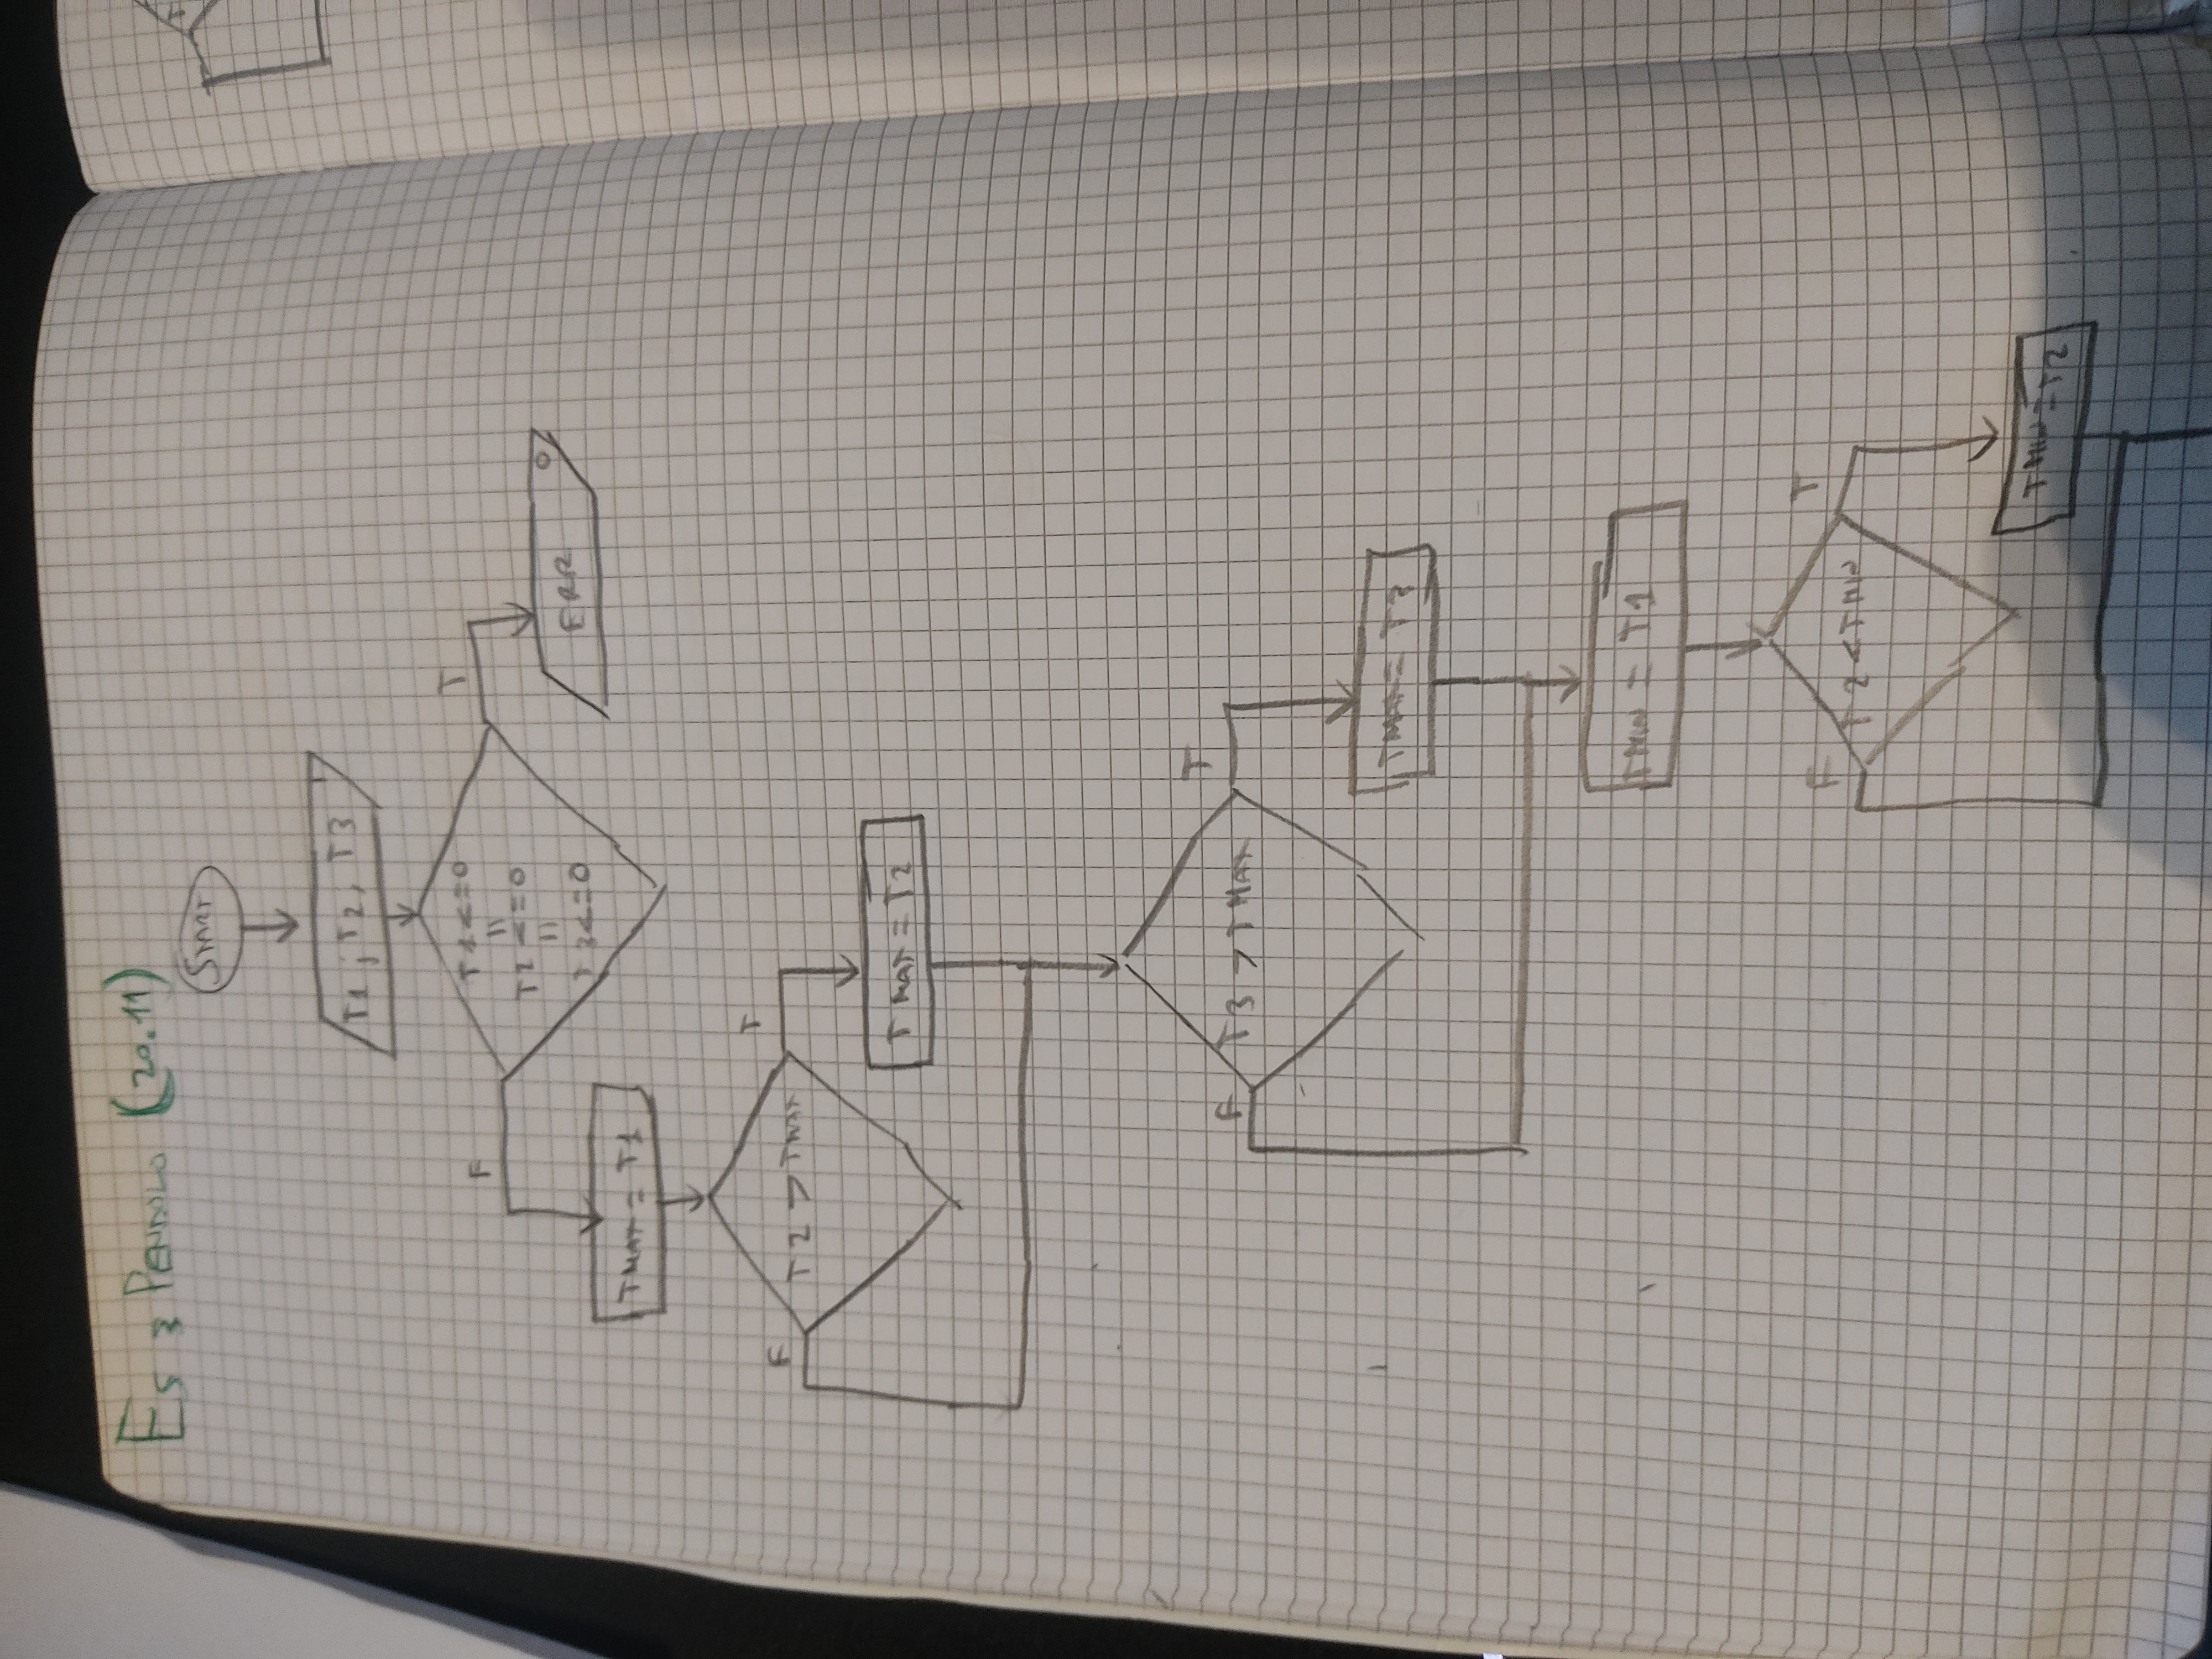 Es 3 PENDOLO (20.11)
START
T1 ; T2, T3
T1 <= 0
||
T2 <= 0
||
T3 <= 0
F
T
ERR
TMAX = T1
T2 > TMAX
F
T
TMAX = T2
T3 > TMAX
F
T
TMAX = T3
TMIN = T1
T2 < TMIN
F
T
TMIN = T2